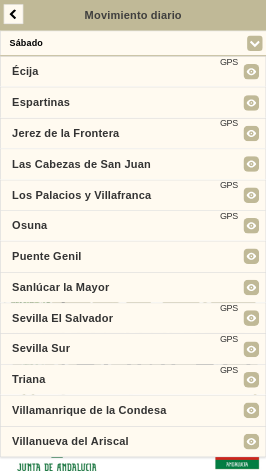 Movimiento diario
Sábado
GPS
Écija
Espartinas
GPS
Jerez de la Frontera
Las Cabezas de San Juan
GPS
Los Palacios y Villafranca
GPS
Osuna
Puente Genil
Sanlúcar la Mayor
GPS
Sevilla El Salvador
GPS
Sevilla Sur
GPS
Triana
Villamanrique de la Condesa
Villanueva del Ariscal
JUNTA DE ANDALUCIA
ANDALUCIA